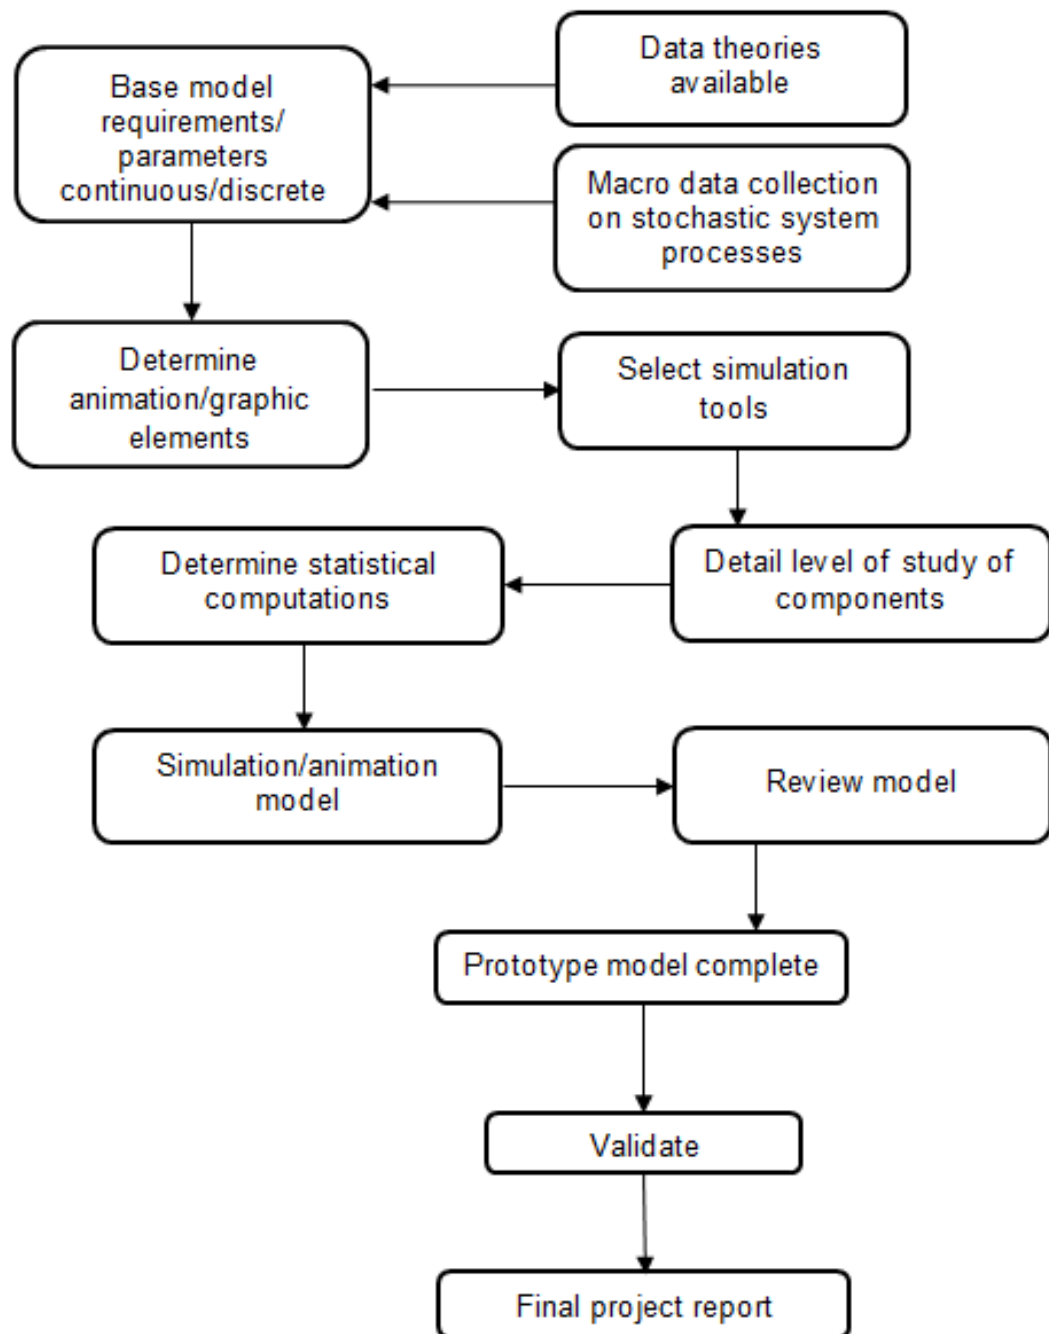 Data theories
available
Base model
requirements/
parameters
continuous/discrete
Macro data collection
on stochastic system
processes
Determine
animation/graphic
elements
Select simulation
tools
Determine statistical
computations
Detail level of study of
components
Simulation/animation
model
Review model
Prototype model complete
Validate
Final project report